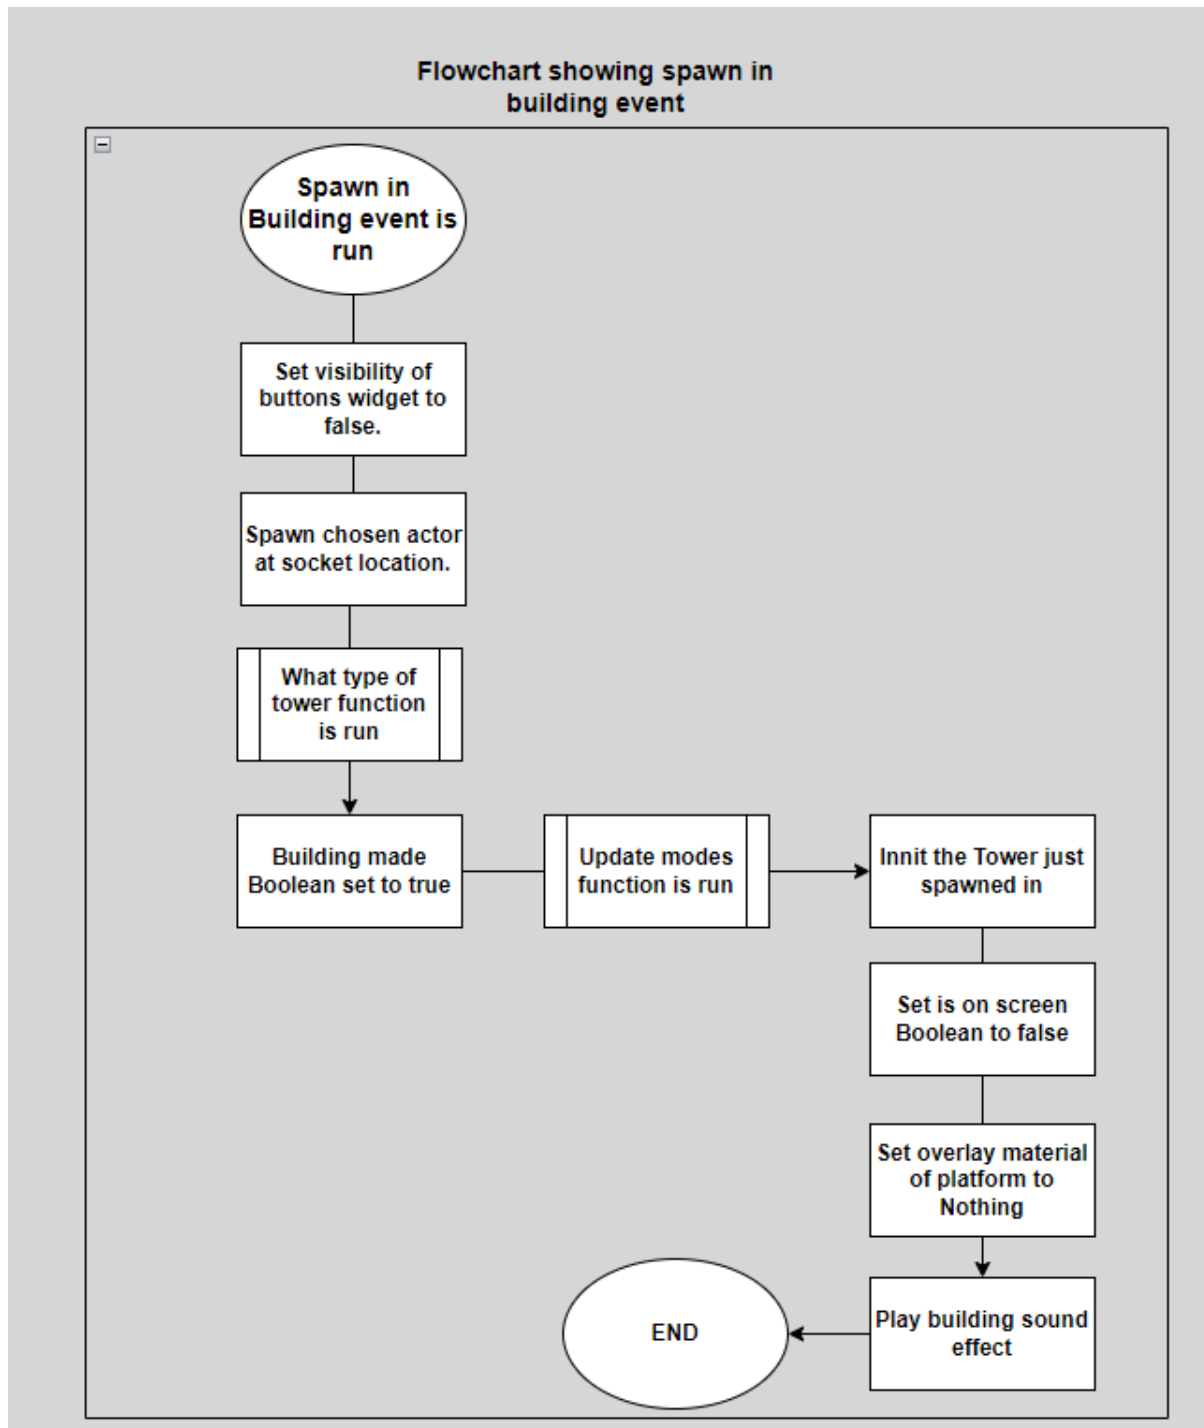 Flowchart showing spawn in
building event
Spawn in
Building event is
run
Set visibility of
buttons widget to
false.
Spawn chosen actor
at socket location.
What type of
tower function
is run
Building made
Boolean set to true
Update modes
function is run
Innit the Tower just
spawned in
Set is on screen
Boolean to false
Set overlay material
of platform to
Nothing
Play building sound
effect
END